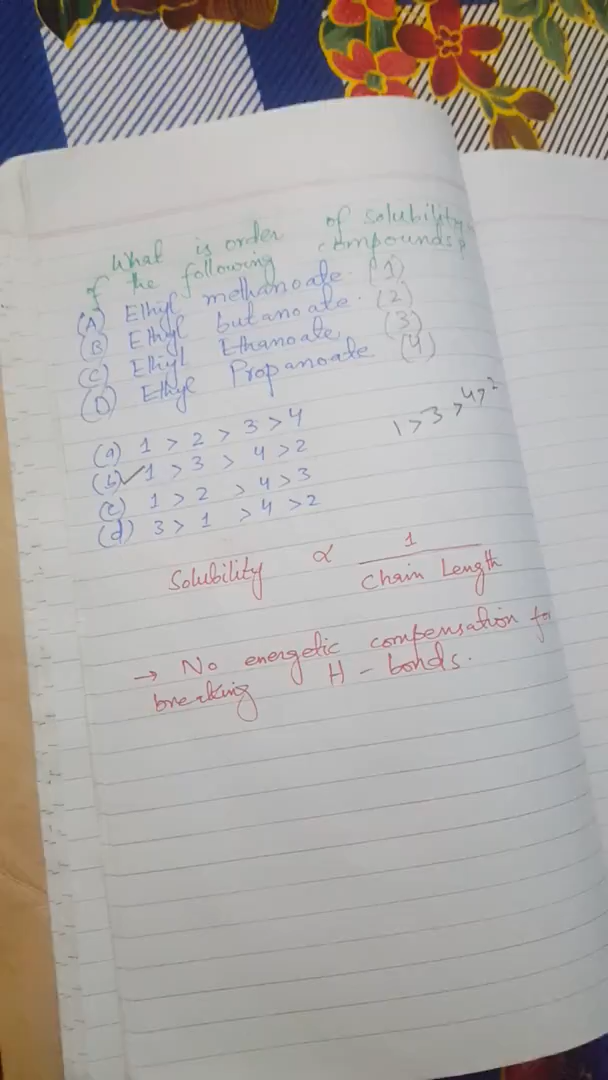 What is order of solubility
of the following compounds?
(A) Ethyl methanoate. (1)
(B) Ethyl butanoate. (2)
(C) Ethyl Ethanoate (3)
(D) Ethyl Propanoate (4)
(a) 1 > 2 > 3 > 4
(b) ✓ 1 > 3 > 4 > 2
(c) 1 > 2 > 4 > 3
(d) 3 > 1 > 4 > 2
1 > 3 > 4 > 2
Solubility ∝ 1
Chain Length
→ No energetic compensation for
breaking H - bonds.